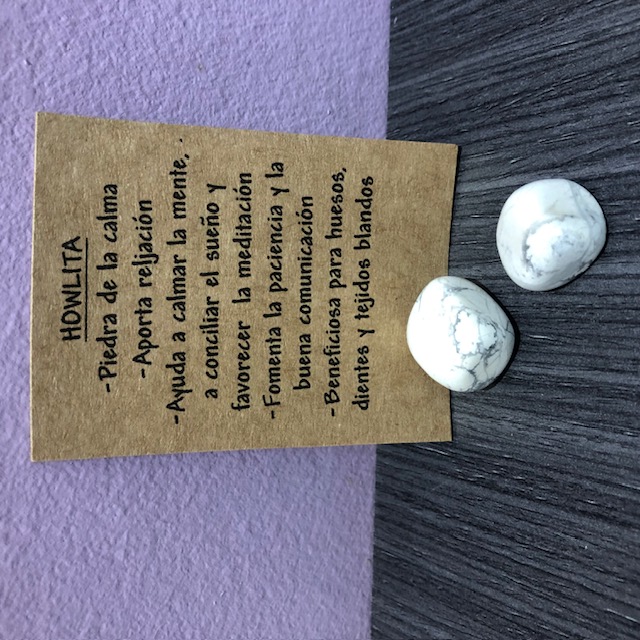 HOWLITA
-Piedra de la calma
-Aporta reljación
-Ayuda a calmar la mente,
a conciliar el sueño y
favorecer la meditación
-Fomenta la paciencia y la
buena comunicación
-Beneficiosa para huesos,
dientes y tejidos blandos